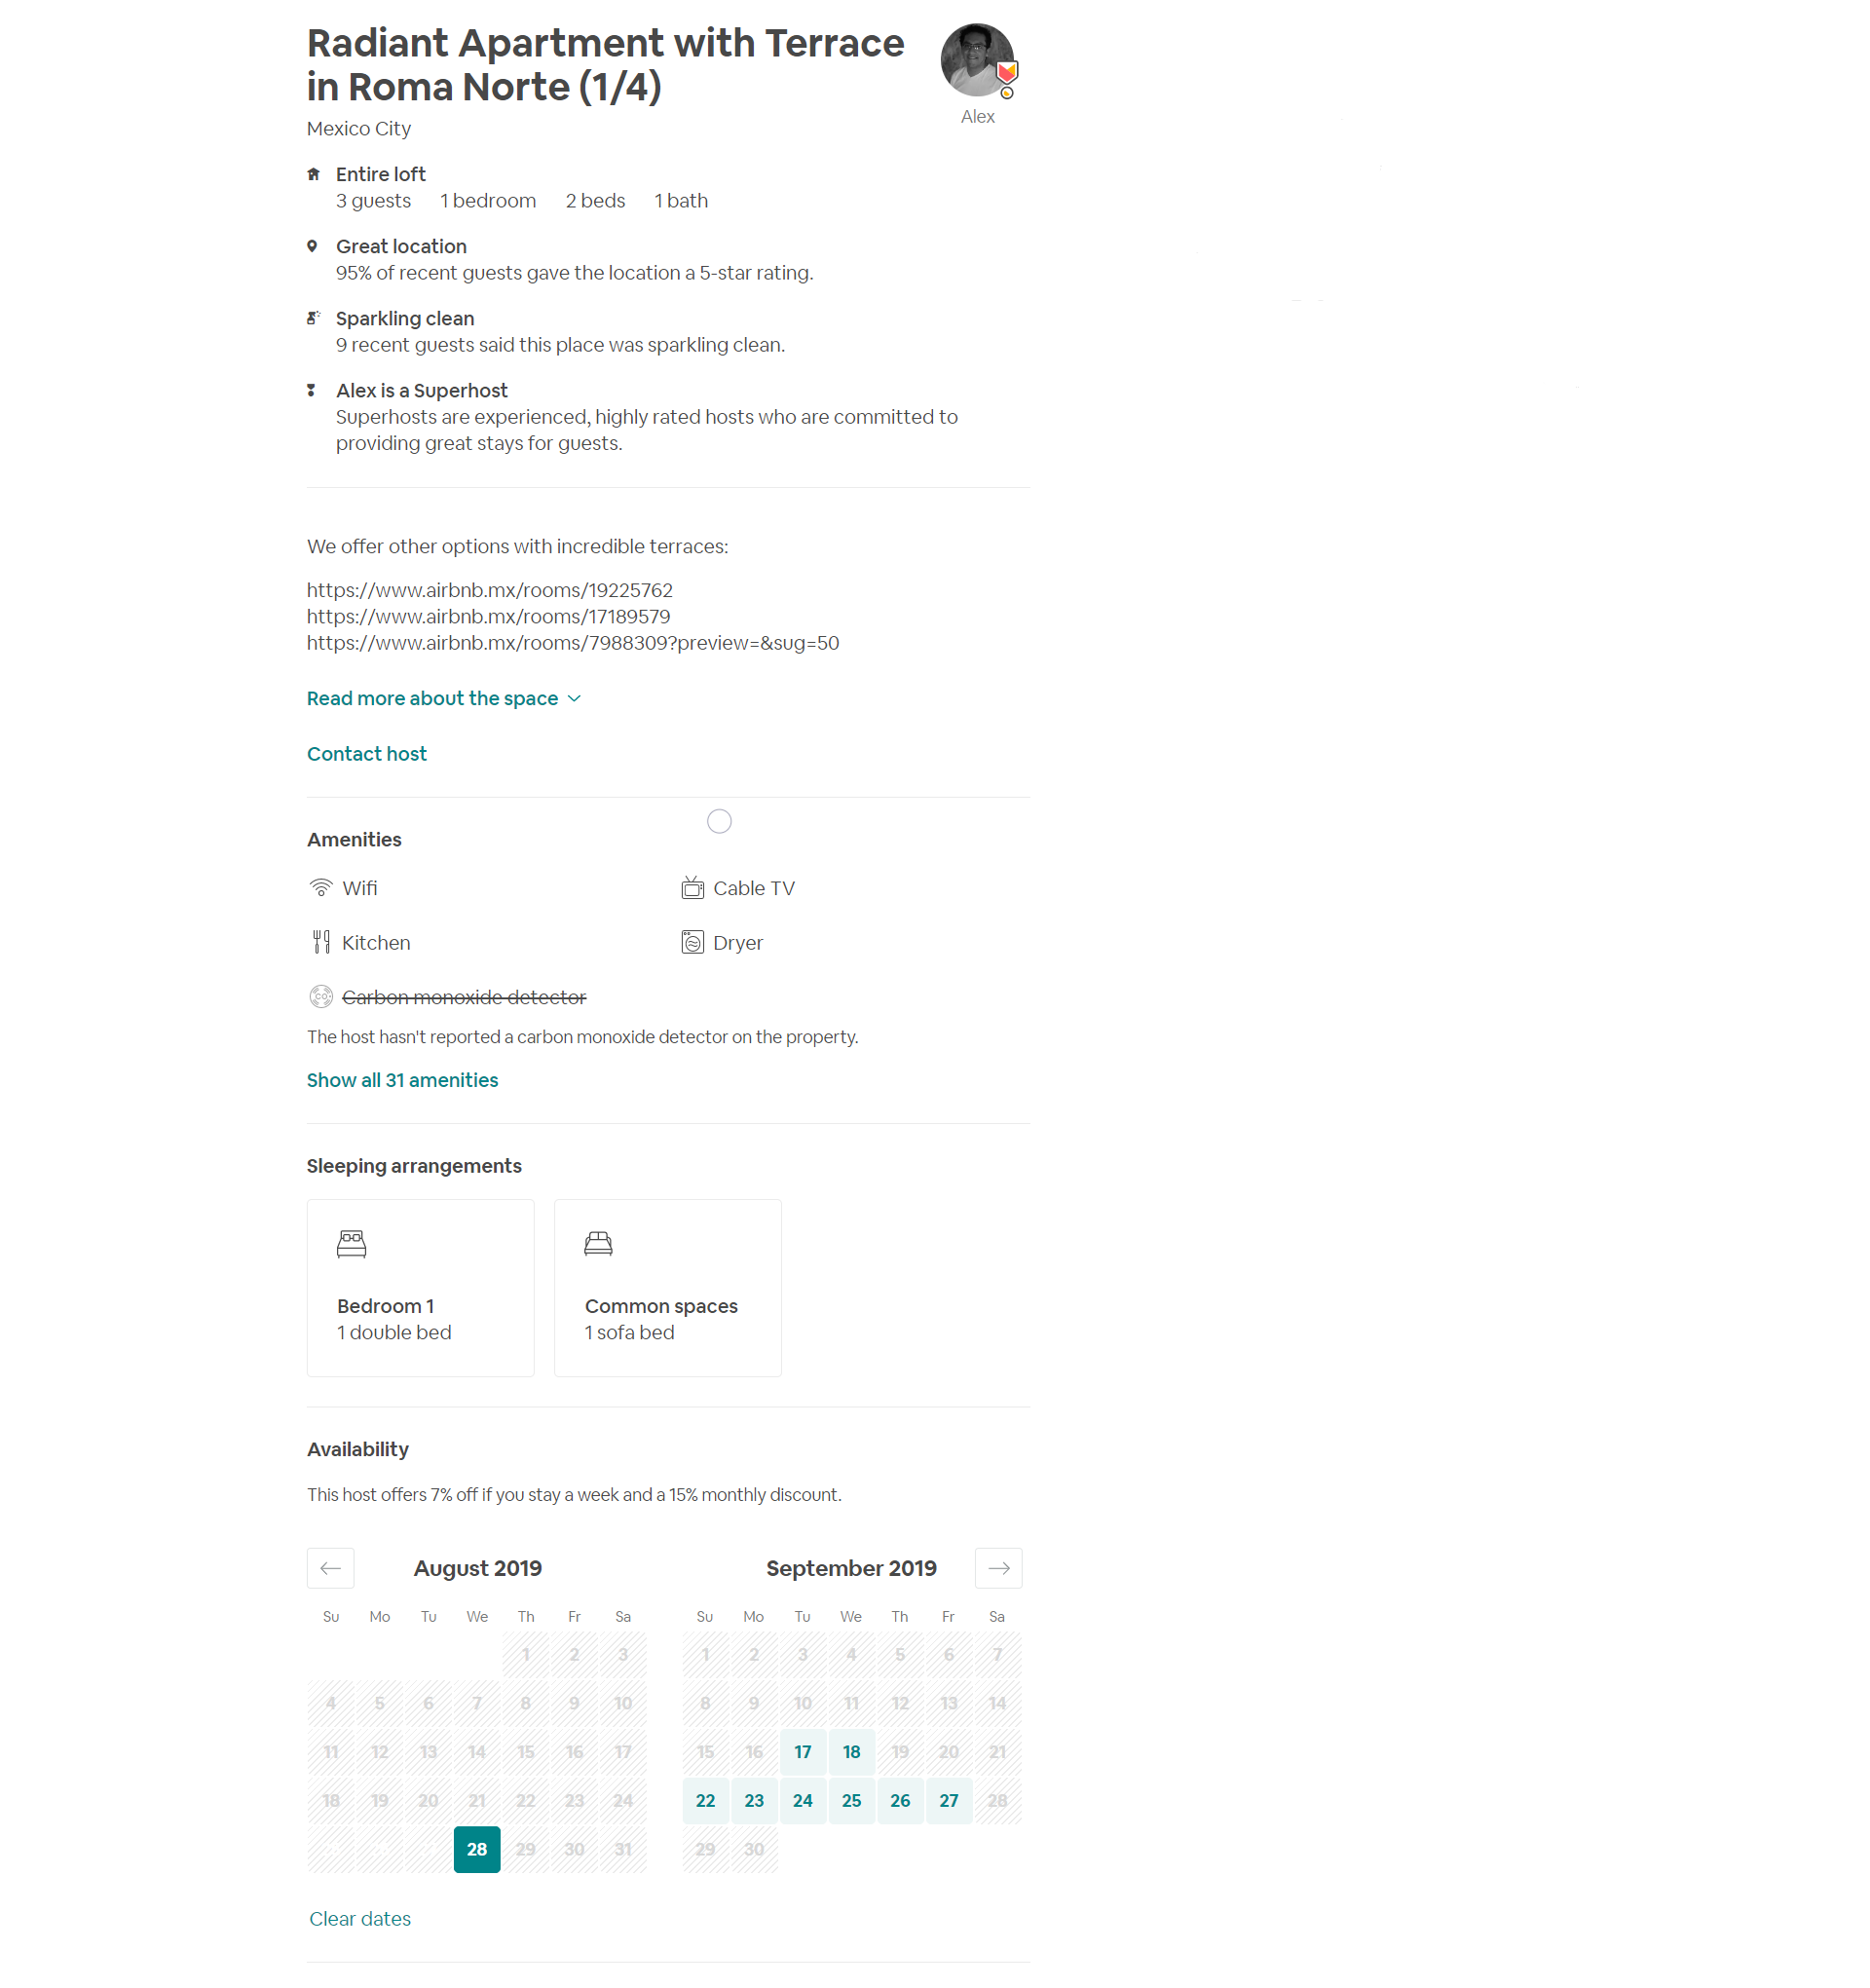 Radiant Apartment with Terrace
in Roma Norte (1/4)
Alex
Mexico City
Entire loft
3 guests 1 bedroom 2 beds 1 bath
Great location
95% of recent guests gave the location a 5-star rating.
Sparkling clean
9 recent guests said this place was sparkling clean.
Alex is a Superhost
Superhosts are experienced, highly rated hosts who are committed to
providing great stays for guests.
We offer other options with incredible terraces:
https://www.airbnb.mx/rooms/19225762
https://www.airbnb.mx/rooms/17189579
https://www.airbnb.mx/rooms/7988309?preview=&sug=50
Read more about the space
Contact host
Amenities
Wifi Cable TV
Kitchen Dryer
CO
Carbon monoxide detector
The host hasn't reported a carbon monoxide detector on the property.
Show all 31 amenities
Sleeping arrangements
Bedroom 1
1 double bed
Common spaces
1 sofa bed
Availability
This host offers 7% off if you stay a week and a 15% monthly discount.
August 2019
Su Mo Tu We Th Fr Sa
1 2 3
4 5 6 7 8 9 10
11 12 13 14 15 16 17
18 19 20 21 22 23 24
28 29 30 31
September 2019
Su Mo Tu We Th Fr Sa
1 2 3 4 5 6 7
8 9 10 11 12 13 14
15 16 17 18 19 20 21
22 23 24 25 26 27 28
29 30
Clear dates